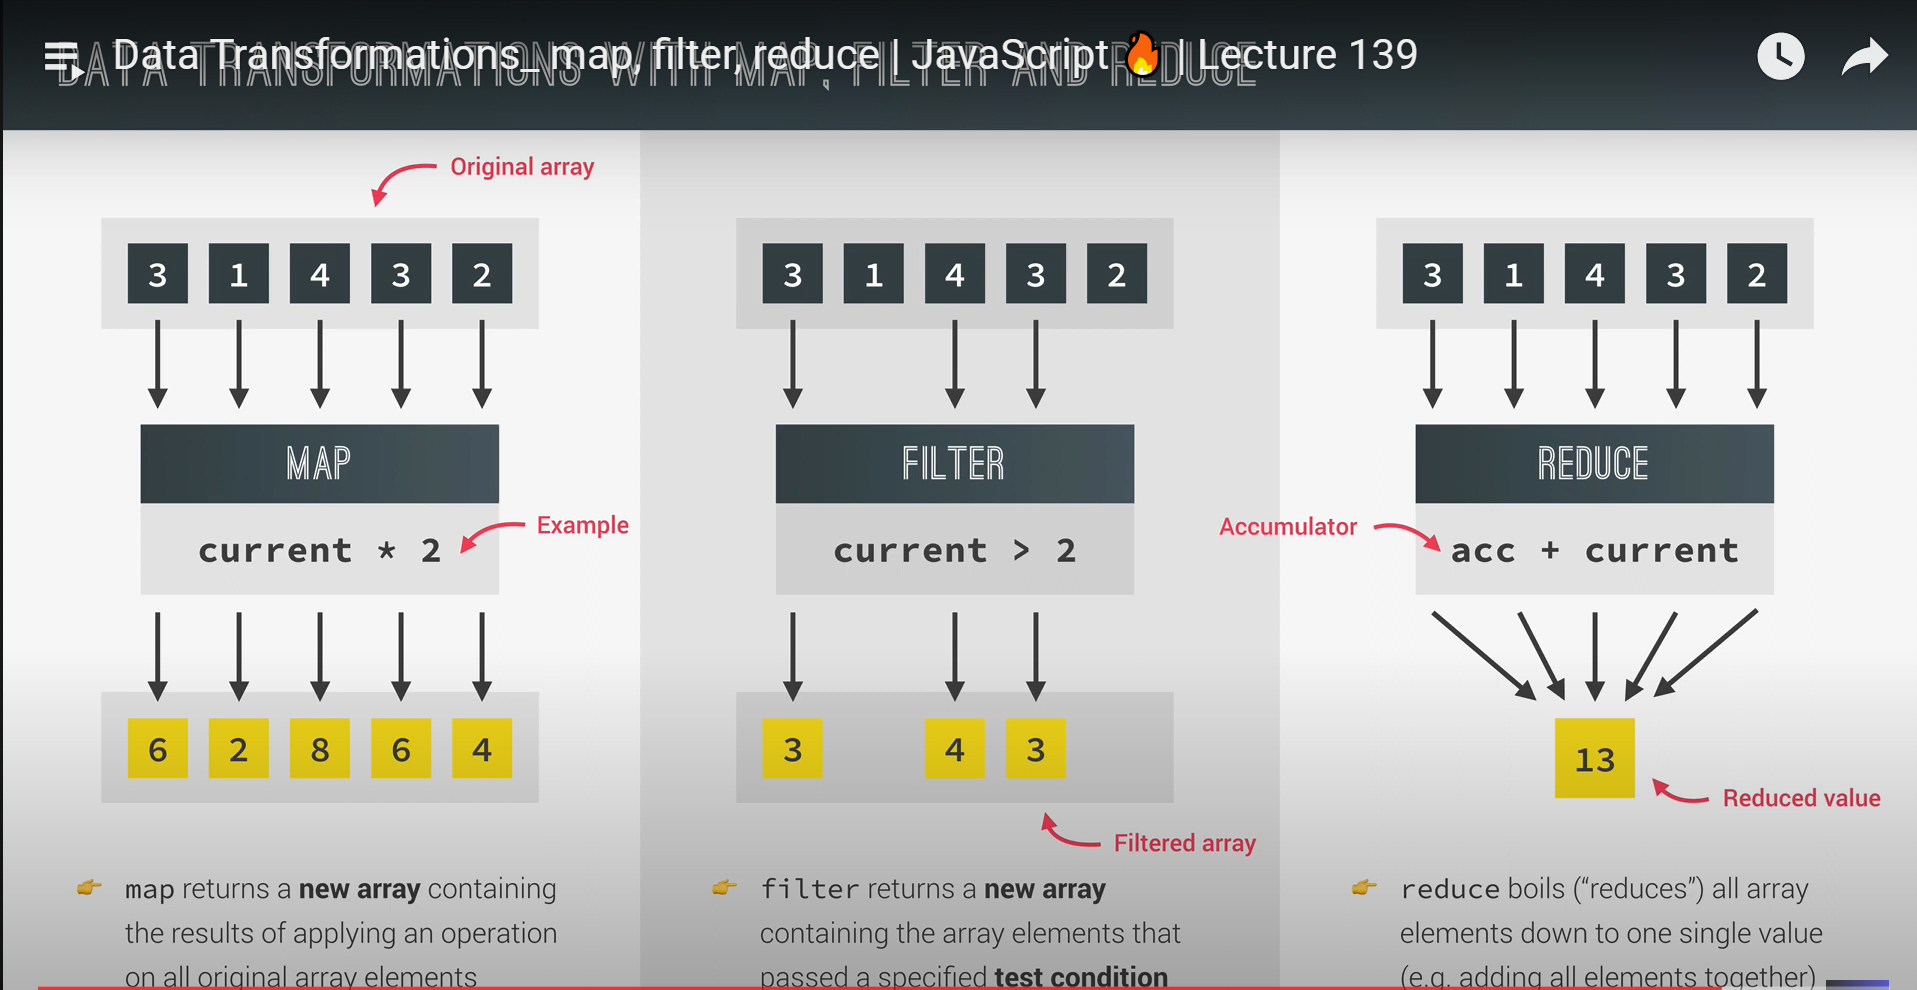 Data Transformations_ map, filter, reduce | JavaScript 🔥 | Lecture 139
DATA TRANSFORMATIONS WITH MAP, FILTER AND REDUCE
Original array
3 1 4 3 2
MAP
current * 2
Example
6 2 8 6 4
👉 map returns a new array containing
the results of applying an operation
on all original array elements
3 1 4 3 2
FILTER
current > 2
3 4 3
Filtered array
👉 filter returns a new array
containing the array elements that
passed a specified test condition
3 1 4 3 2
REDUCE
Accumulator
acc + current
13
Reduced value
👉 reduce boils (“reduces”) all array
elements down to one single value
(e.g. adding all elements together)